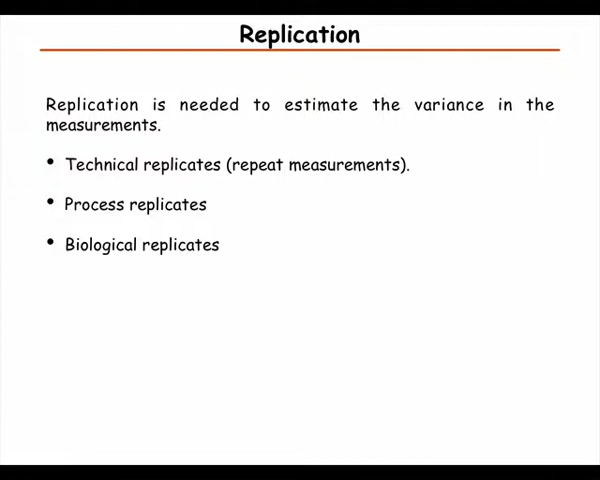 Replication
Replication is needed to estimate the variance in the
measurements.
• Technical replicates (repeat measurements).
• Process replicates
• Biological replicates